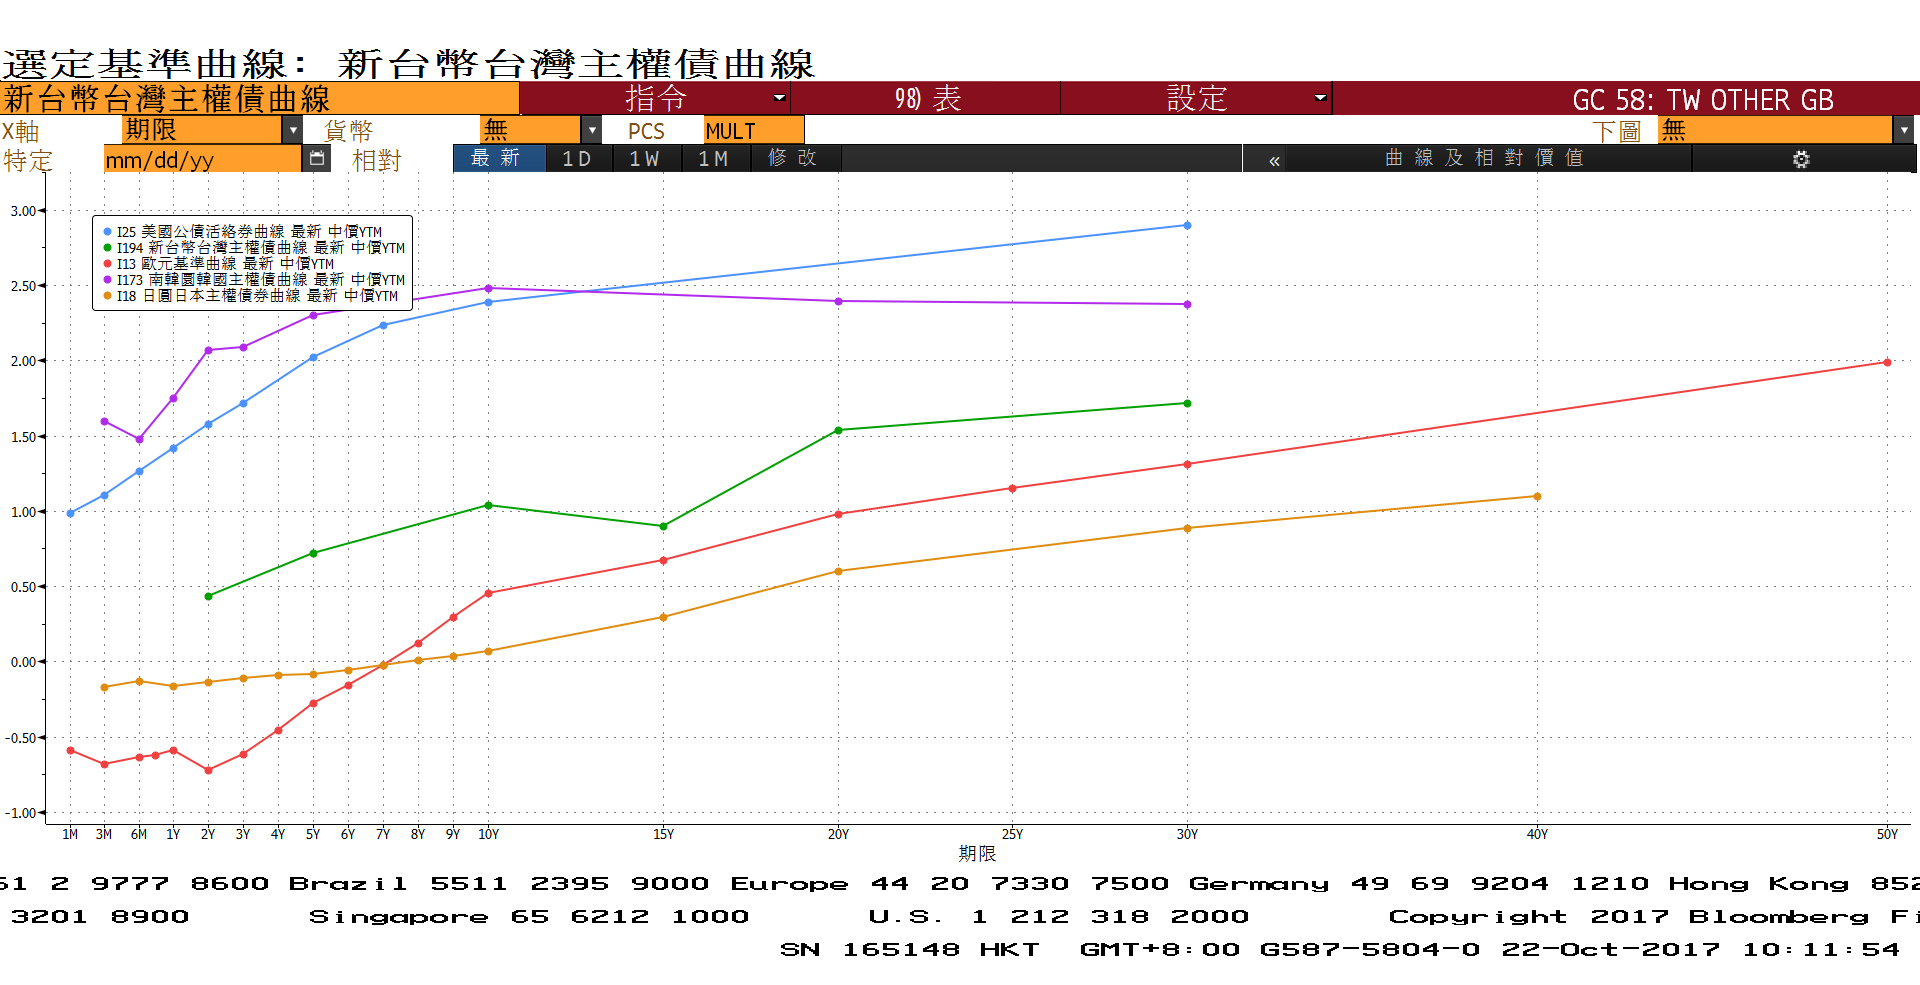 選定基準曲線: 新台幣台灣主權債曲線
新台幣台灣主權債曲線 指令 98) 表 設定 GC 58: TW OTHER GB
X軸 期限 貨幣 無 PCS MULT 下圖 無
特定 mm/dd/yy 相對 最新 1D 1W 1M 修改 « 曲線及相對價值
3.00
2.50
2.00
1.50
1.00
0.50
0.00
-0.50
-1.00
I25 美國公債活絡券曲線 最新 中價YTM
I194 新台幣台灣主權債曲線 最新 中價YTM
I13 歐元基準曲線 最新 中價YTM
I173 南韓圜韓國主權債曲線 最新 中價YTM
I18 日圓日本主權債券曲線 最新 中價YTM
1M 3M 6M 1Y 2Y 3Y 4Y 5Y 6Y 7Y 8Y 9Y 10Y 15Y 20Y 25Y 30Y 40Y 50Y
期限
61 2 9777 8600 Brazil 5511 2395 9000 Europe 44 20 7330 7500 Germany 49 69 9204 1210 Hong Kong 852
3201 8900 Singapore 65 6212 1000 U.S. 1 212 318 2000 Copyright 2017 Bloomberg Fi
SN 165148 HKT GMT+8:00 G587-5804-0 22-Oct-2017 10:11:54